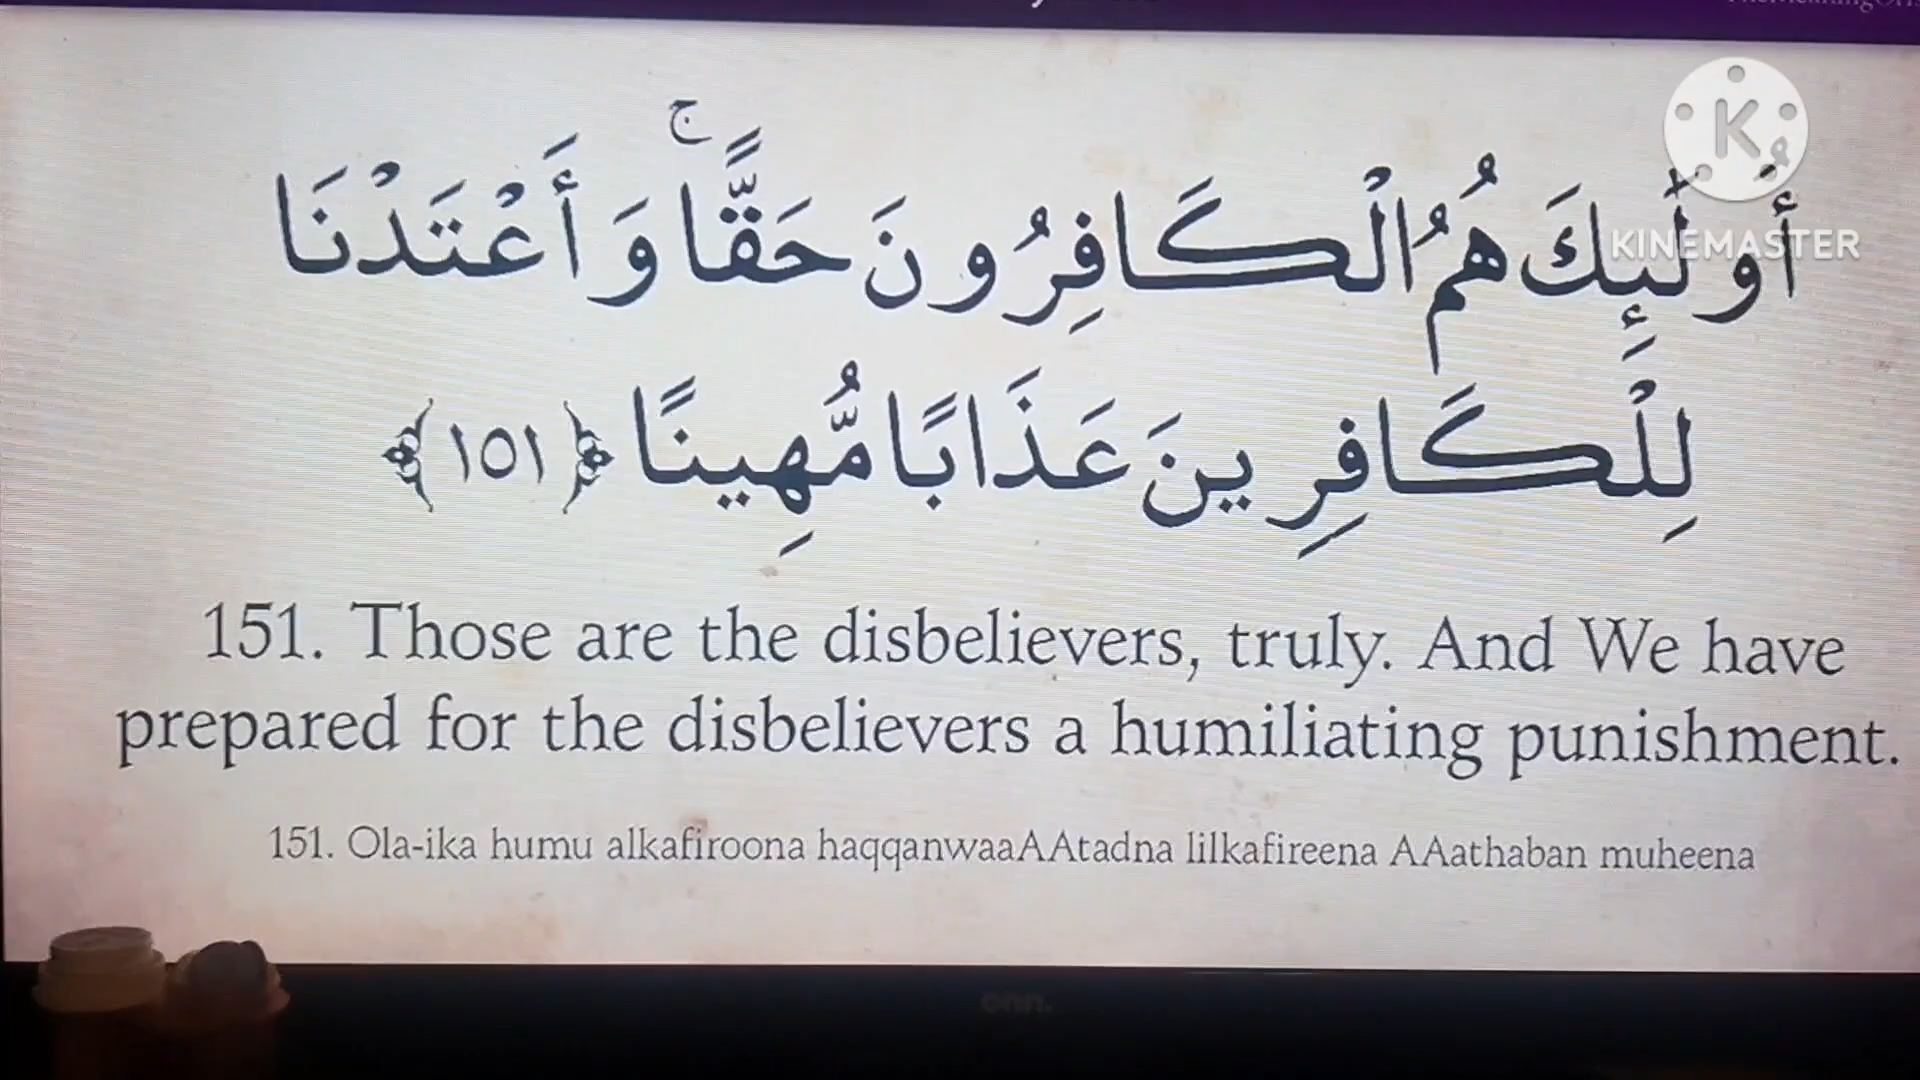 KINEMASTER
أُولَٰئِكَ هُمُ الْكَافِرُونَ حَقًّا ۚ وَأَعْتَدْنَا
لِلْكَافِرِينَ عَذَابًا مُّهِينًا ﴿١٥١﴾
151. Those are the disbelievers, truly. And We have
prepared for the disbelievers a humiliating punishment.
151. Ola-ika humu alkafiroona haqqanwaaAAtadna lilkafireena AAathaban muheena
onn.